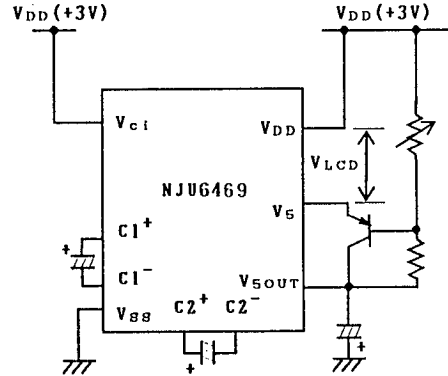 VDD (+3V)
VDD (+3V)
Vci
VDD
VLCD
NJU6469
V5
C1+
+
C1-
V5OUT
VSS
C2+
C2-
+
+